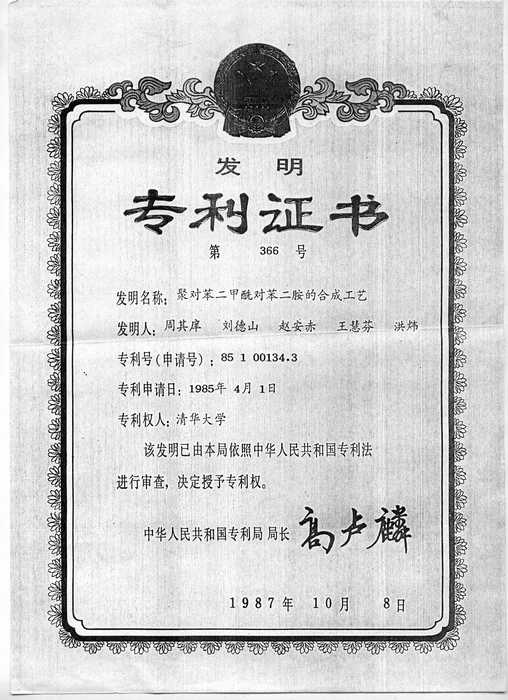 发明
专利证书
第 366 号
发明名称：聚对苯二甲酰对苯二胺的合成工艺
发明人：周其庠 刘德山 赵安赤 王慧芬 洪炜
专利号(申请号)：85 1 00134.3
专利申请日：1985年 4月 1日
专利权人：清华大学
该发明已由本局依照中华人民共和国专利法
进行审查，决定授予专利权。
中华人民共和国专利局 局长 高卢麟
1987年 10月 8日